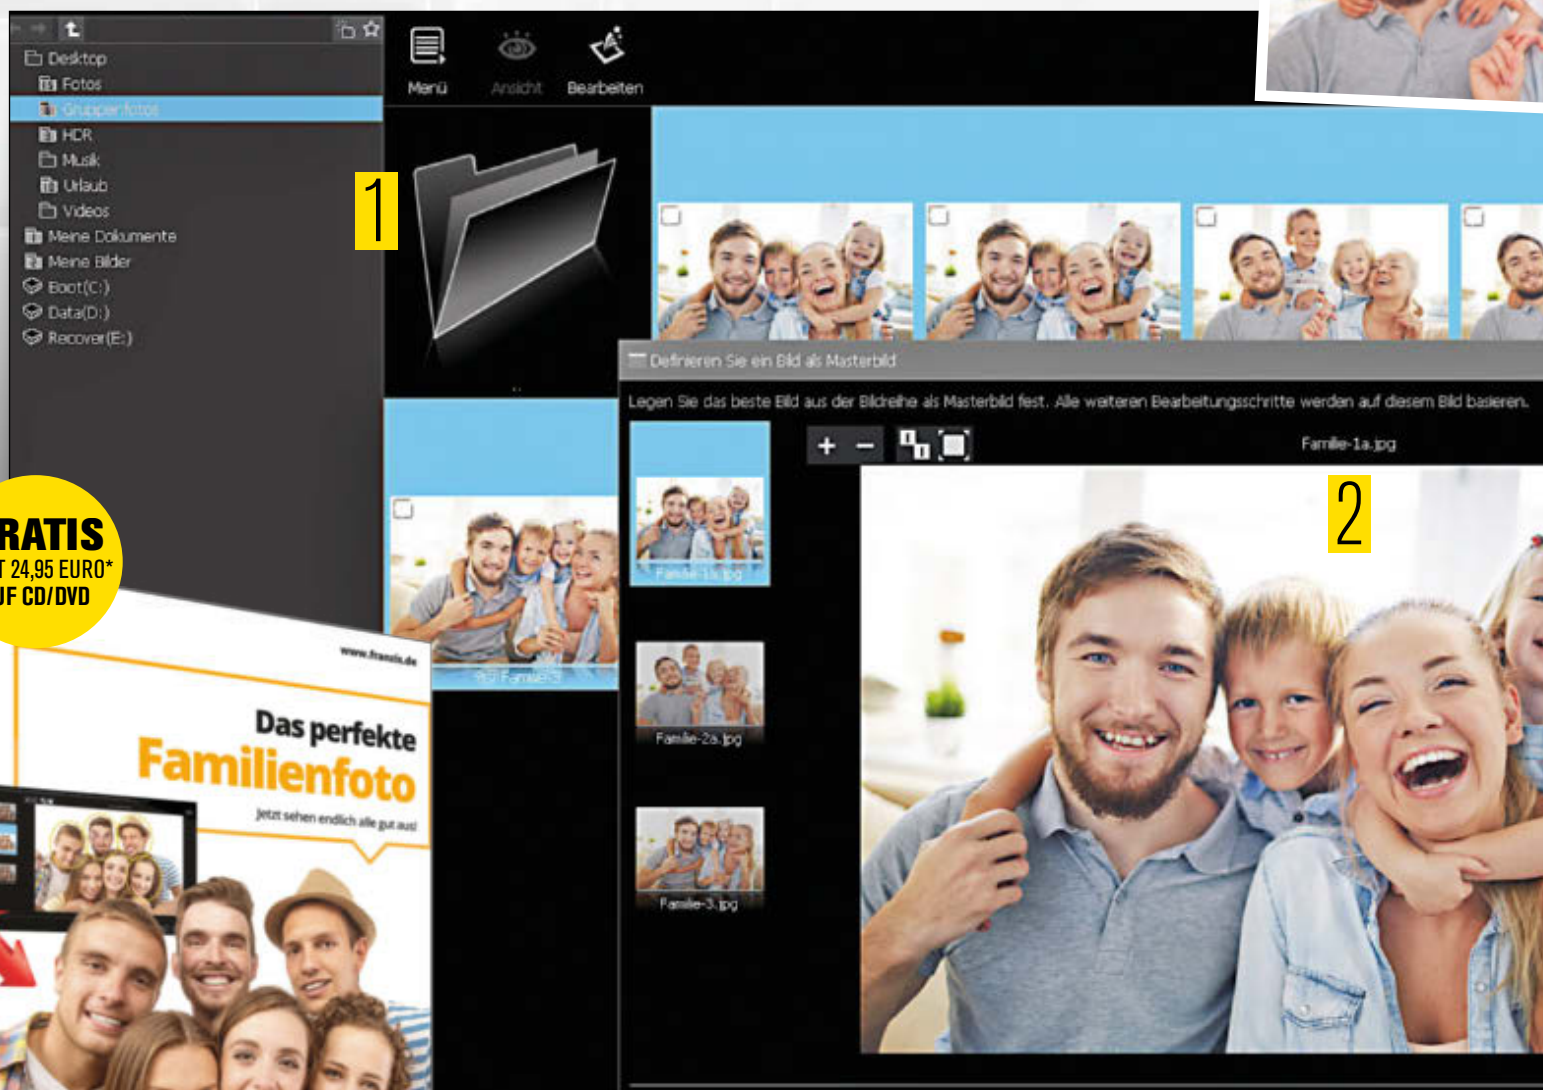 Desktop
Fotos
Gruppenfotos
HDR
Musik
Urlaub
Videos
Meine Dokumente
Meine Bilder
Boot(C:)
Data(D:)
Recover(E:)
Menü
Ansicht
Bearbeiten
1
..
Definieren Sie ein Bild als Masterbild
Legen Sie das beste Bild aus der Bildreihe als Masterbild fest. Alle weiteren Bearbeitungsschritte werden auf diesem Bild basieren.
Familie-1a.jpg
2
Familie-1a.jpg
Familie-2a.jpg
Familie-3.jpg
RATIS
T 24,95 EURO*
UF CD/DVD
www.franzis.de
Das perfekte
Familienfoto
Jetzt sehen endlich alle gut aus!